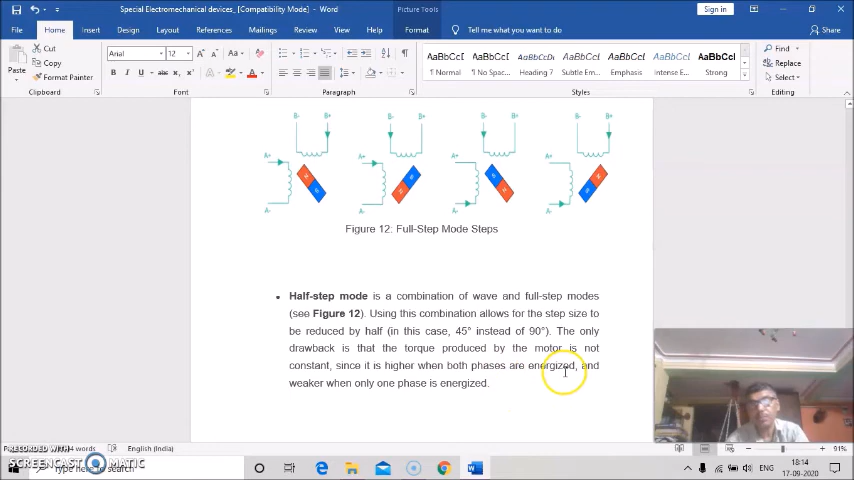 Special Electromechanical devices_ [Compatibility Mode] - Word
Picture Tools
Sign in
File Home Insert Design Layout References Mailings Review View Help Format Tell me what you want to do Share
Cut
Copy
Format Painter
Paste
Clipboard
Arial 12
Font
Paragraph
AaBbCcI AaBbCcI AaBbCcD AaBbCcI AaBbCcI AaBbCcI AaBbCcI
¶ Normal ¶ No Spac... Heading 7 Subtle Em... Emphasis Intense E... Strong
Styles
Find
Replace
Select
Editing
B- B+ B- B+ B- B+ B- B+
A+ A+ A+ A+
A- A- A- A-
Figure 12: Full-Step Mode Steps
• Half-step mode is a combination of wave and full-step modes
(see Figure 12). Using this combination allows for the step size to
be reduced by half (in this case, 45° instead of 90°). The only
drawback is that the torque produced by the motor is not
constant, since it is higher when both phases are energized, and
weaker when only one phase is energized.
words
English (India)
91%
RECORDED WITH
SCREENCAST MATIC
Type here to search
ENG
18:14
17-09-2020